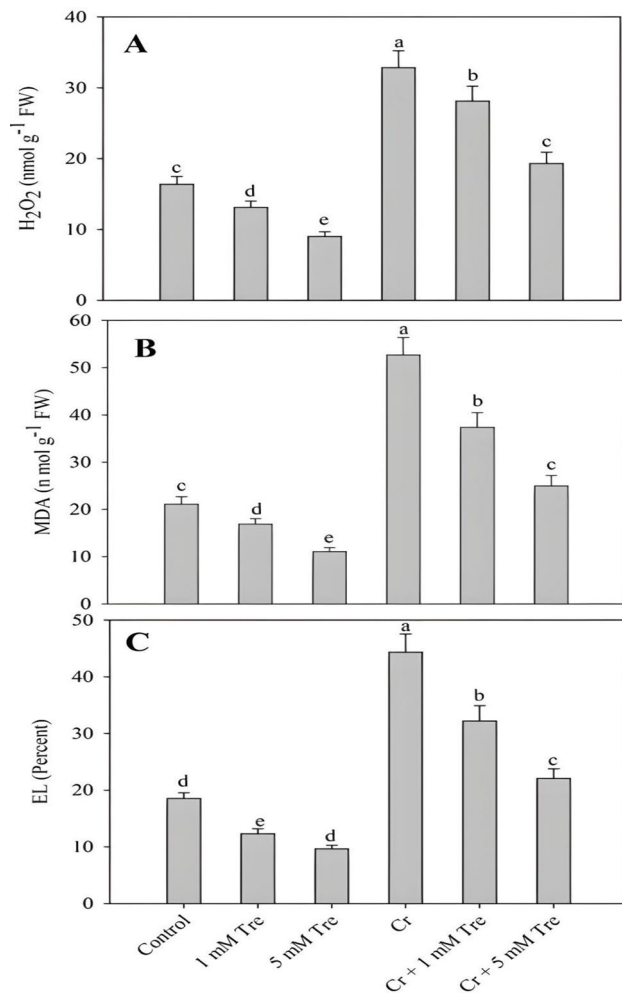 A
H₂O₂ (nmol g⁻¹ FW)
40
30
20
10
0
c
d
e
a
b
c
B
MDA (n mol g⁻¹ FW)
60
50
40
30
20
10
0
c
d
e
a
b
c
C
EL (Percent)
50
40
30
20
10
0
d
e
d
a
b
c
Control
1 mM Tre
5 mM Tre
Cr
Cr + 1 mM Tre
Cr + 5 mM Tre